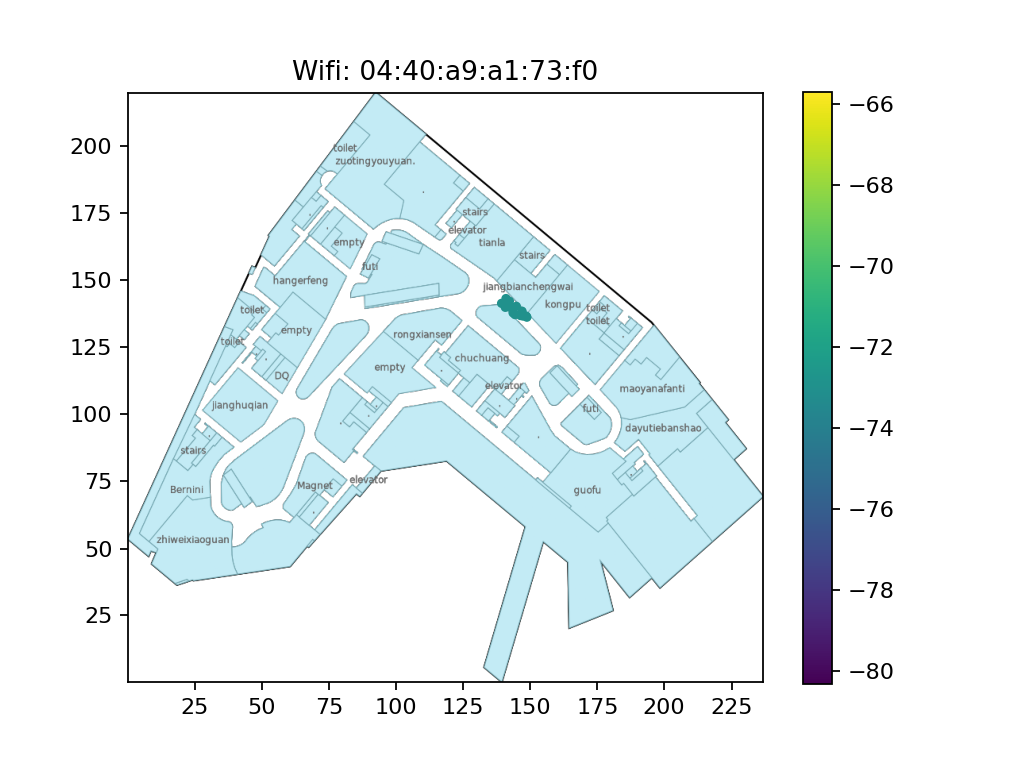 Wifi: 04:40:a9:a1:73:f0
200
175
150
125
100
75
50
25
25
50
75
100
125
150
175
200
225
−66
−68
−70
−72
−74
−76
−78
−80
toilet
zuotingyouyuan.
stairs
elevator
empty
tianla
stairs
futi
hangerfeng
jiangbianchengwai
kongpu
toilet
toilet
toilet
empty
rongxiansen
toilet
chuchuang
empty
DQ
elevator
maoyanafanti
jianghuqian
futi
dayutiebanshao
stairs
elevator
Bernini
Magnet
guofu
zhiweixiaoguan